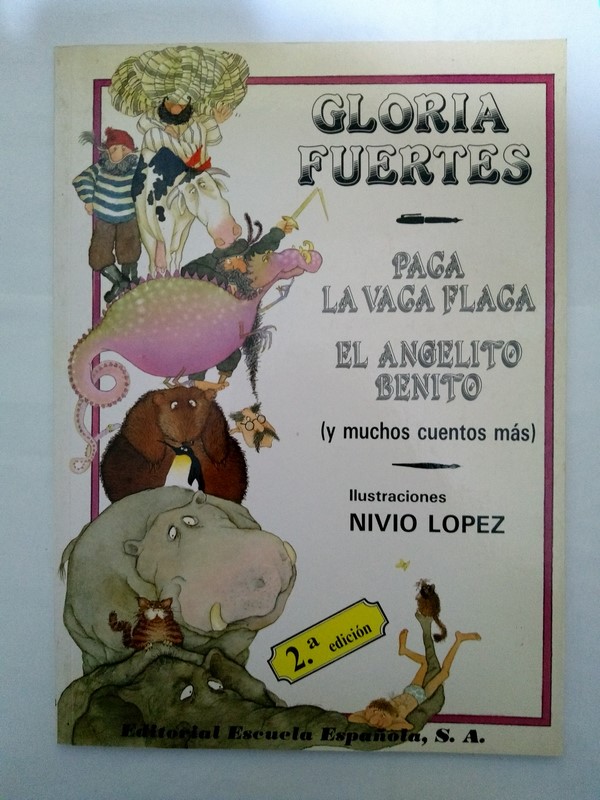 GLORIA
FUERTES
PACA
LA VACA FLACA
EL ANGELITO
BENITO
(y muchos cuentos más)
Ilustraciones
NIVIO LOPEZ
2.ª edición
Editorial Escuela Española, S. A.